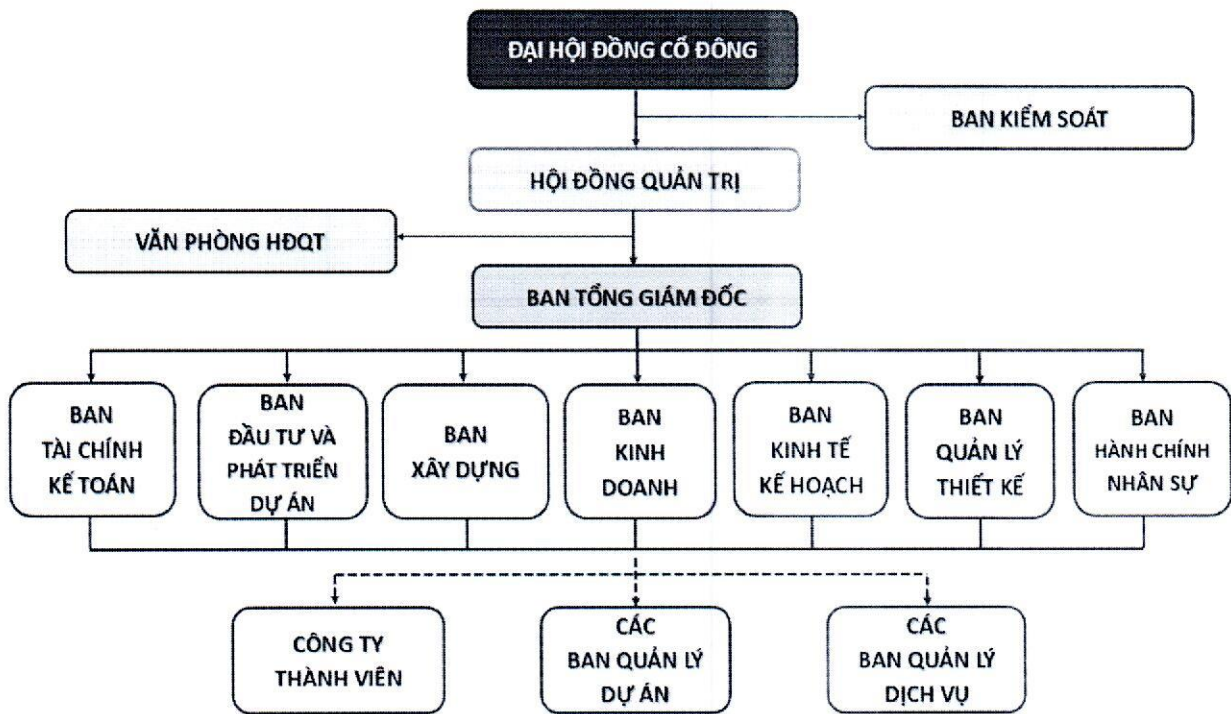 ĐẠI HỘI ĐỒNG CỔ ĐÔNG
BAN KIỂM SOÁT
HỘI ĐỒNG QUẢN TRỊ
VĂN PHÒNG HĐQT
BAN TỔNG GIÁM ĐỐC
BAN
TÀI CHÍNH
KẾ TOÁN
BAN
ĐẦU TƯ VÀ
PHÁT TRIỂN
DỰ ÁN
BAN
XÂY DỰNG
BAN
KINH
DOANH
BAN
KINH TẾ
KẾ HOẠCH
BAN
QUẢN LÝ
THIẾT KẾ
BAN
HÀNH CHÍNH
NHÂN SỰ
CÔNG TY
THÀNH VIÊN
CÁC
BAN QUẢN LÝ
DỰ ÁN
CÁC
BAN QUẢN LÝ
DỊCH VỤ